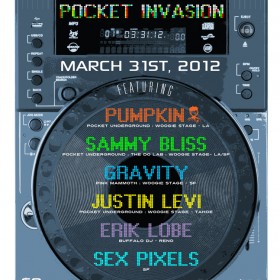 POCKET INVASION
07:03:31:12
MARCH 31ST, 2012
FEATURING
PUMPKIN
POCKET UNDERGROUND : WOOGIE STAGE - LA
SAMMY BLISS
POCKET UNDERGROUND : THE DO LAB : WOOGIE STAGE - LA/SF
GRAVITY
PINK MAMMOTH : WOOGIE STAGE - SF
JUSTIN LEVI
POCKET UNDERGROUND : WOOGIE STAGE - TAHOE
ERIK LOBE
BUFFALO DJ - RENO
SEX PIXELS
SF